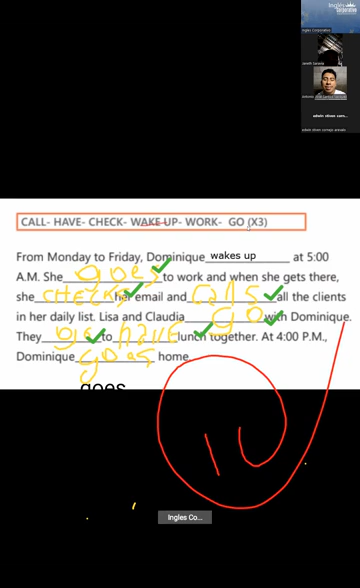 Inglés
Corporativo
CALL- HAVE- CHECK- WAKE UP- WORK- GO (X3)
From Monday to Friday, Dominique wakes up at 5:00
A.M. She goes to work and when she gets there,
she CHECKS her email and all the clients
in her daily list. Lisa and Claudia GO with Dominique.
They to have lunch together. At 4:00 P.M.,
Dominique goes home.
goes
Ingles Co...